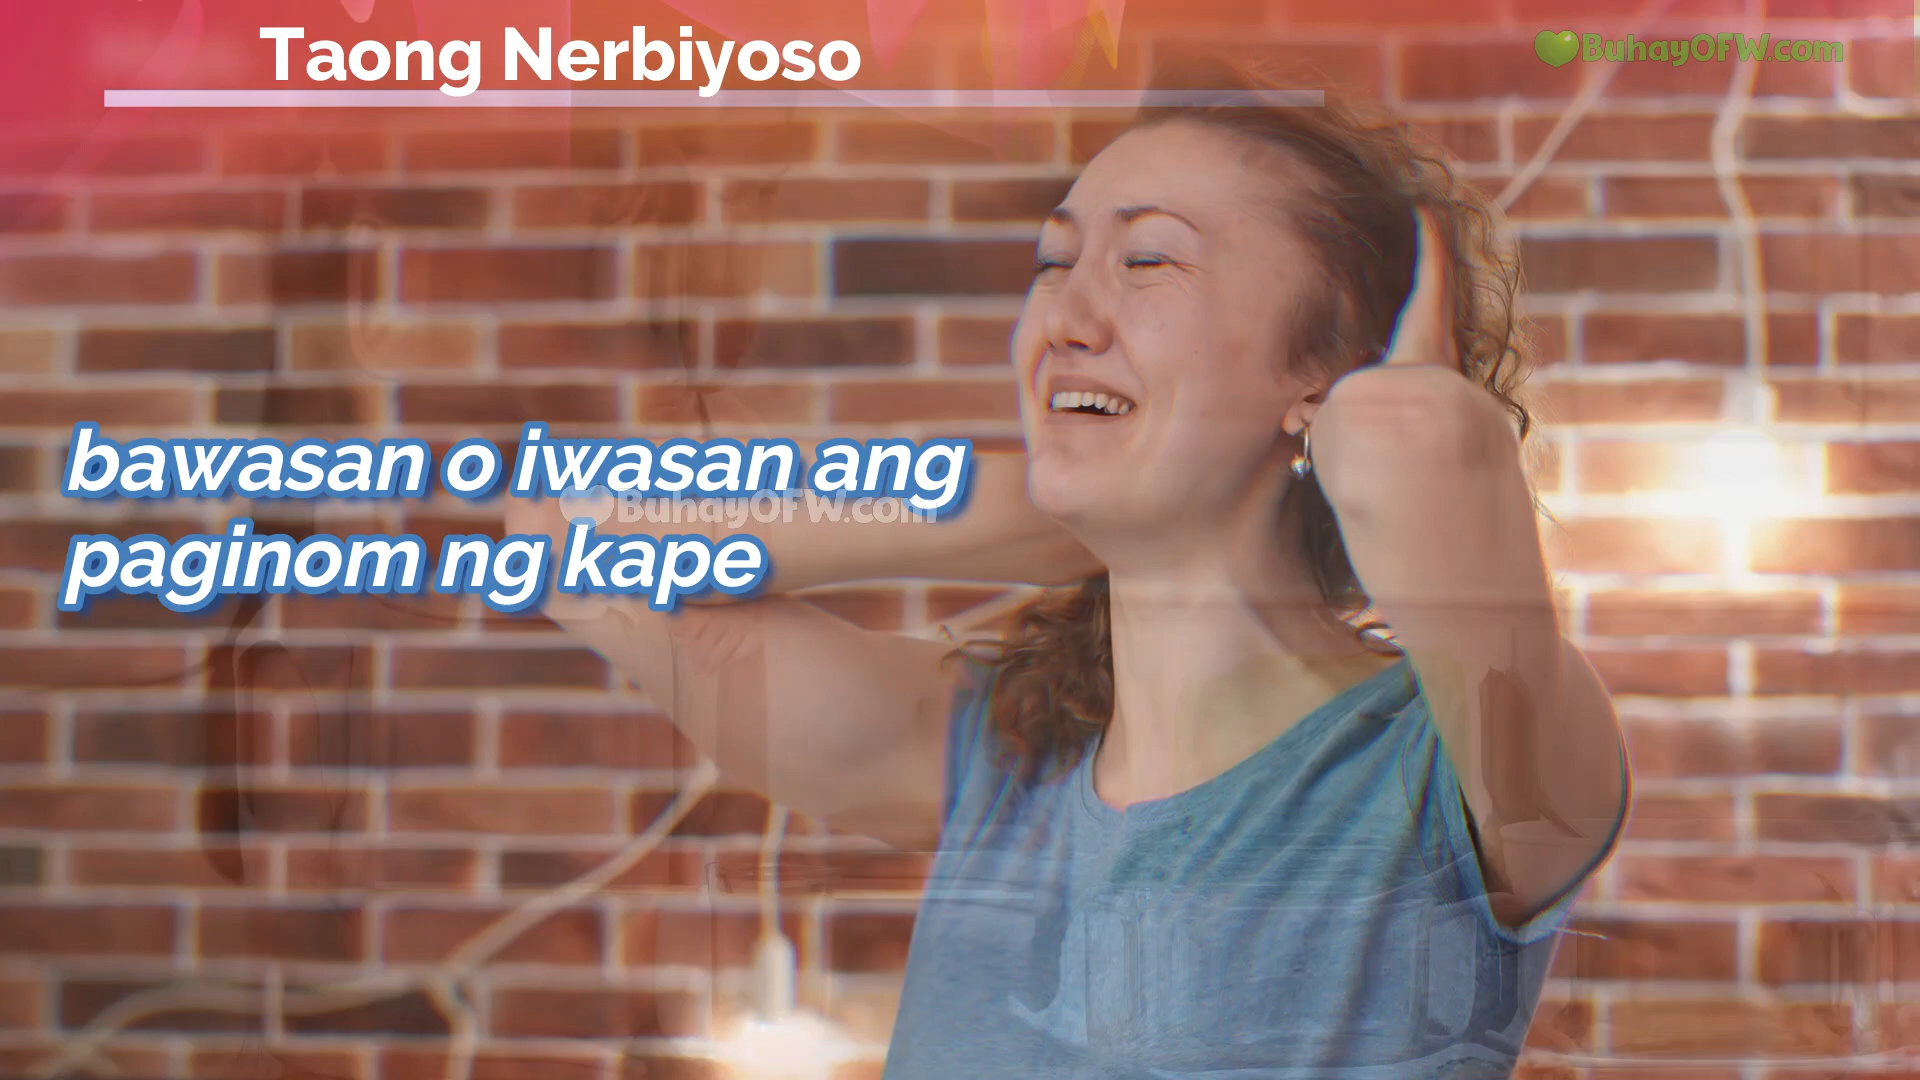 Taong Nerbiyoso
BuhayOFW.com
bawasan o iwasan ang
BuhayOFW.com
paginom ng kape